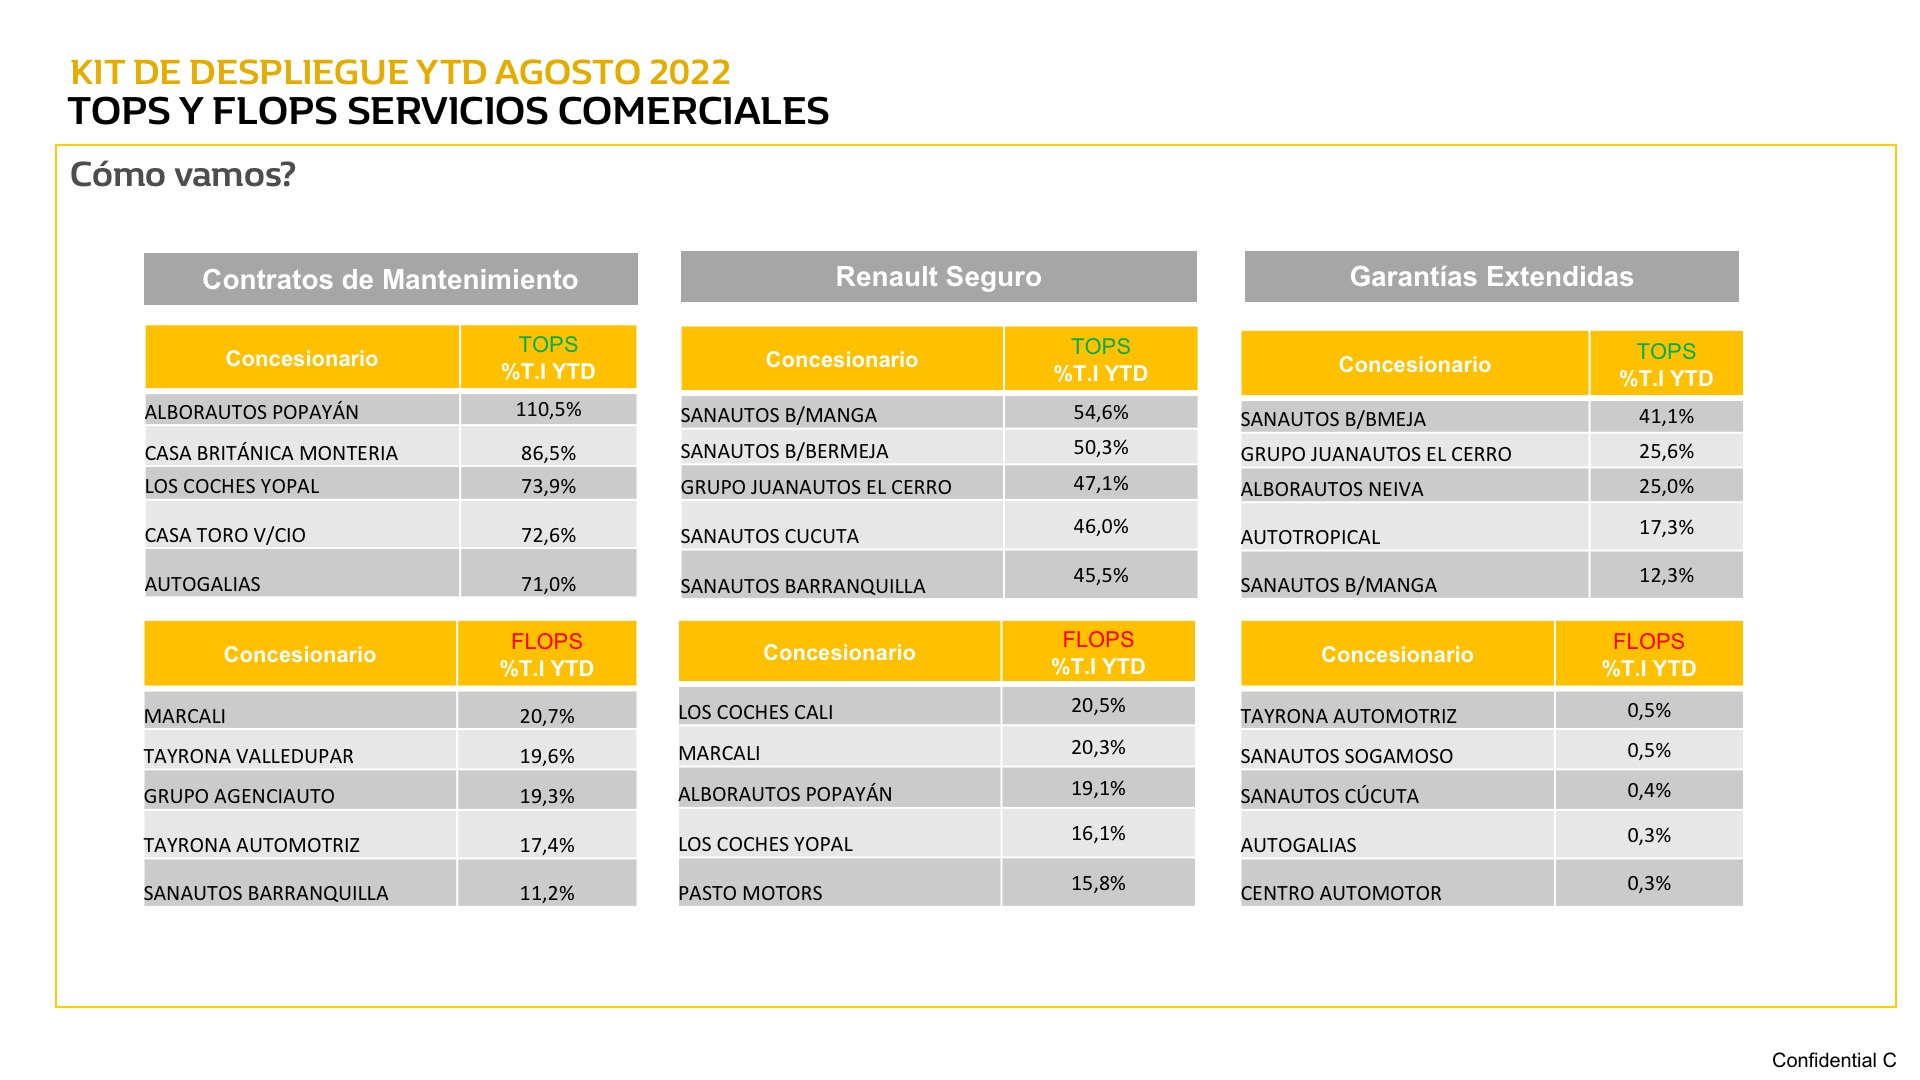 KIT DE DESPLIEGUE YTD AGOSTO 2022
TOPS Y FLOPS SERVICIOS COMERCIALES
Cómo vamos?
Contratos de Mantenimiento
Concesionario TOPS
%T.I YTD
ALBORAUTOS POPAYÁN 110,5%
CASA BRITÁNICA MONTERIA 86,5%
LOS COCHES YOPAL 73,9%
CASA TORO V/CIO 72,6%
AUTOGALIAS 71,0%
Concesionario FLOPS
%T.I YTD
MARCALI 20,7%
TAYRONA VALLEDUPAR 19,6%
GRUPO AGENCIAUTO 19,3%
TAYRONA AUTOMOTRIZ 17,4%
SANAUTOS BARRANQUILLA 11,2%
Renault Seguro
Concesionario TOPS
%T.I YTD
SANAUTOS B/MANGA 54,6%
SANAUTOS B/BERMEJA 50,3%
GRUPO JUANAUTOS EL CERRO 47,1%
SANAUTOS CUCUTA 46,0%
SANAUTOS BARRANQUILLA 45,5%
Concesionario FLOPS
%T.I YTD
LOS COCHES CALI 20,5%
MARCALI 20,3%
ALBORAUTOS POPAYÁN 19,1%
LOS COCHES YOPAL 16,1%
PASTO MOTORS 15,8%
Garantías Extendidas
Concesionario TOPS
%T.I YTD
SANAUTOS B/BMEJA 41,1%
GRUPO JUANAUTOS EL CERRO 25,6%
ALBORAUTOS NEIVA 25,0%
AUTOTROPICAL 17,3%
SANAUTOS B/MANGA 12,3%
Concesionario FLOPS
%T.I YTD
TAYRONA AUTOMOTRIZ 0,5%
SANAUTOS SOGAMOSO 0,5%
SANAUTOS CÚCUTA 0,4%
AUTOGALIAS 0,3%
CENTRO AUTOMOTOR 0,3%
Confidential C